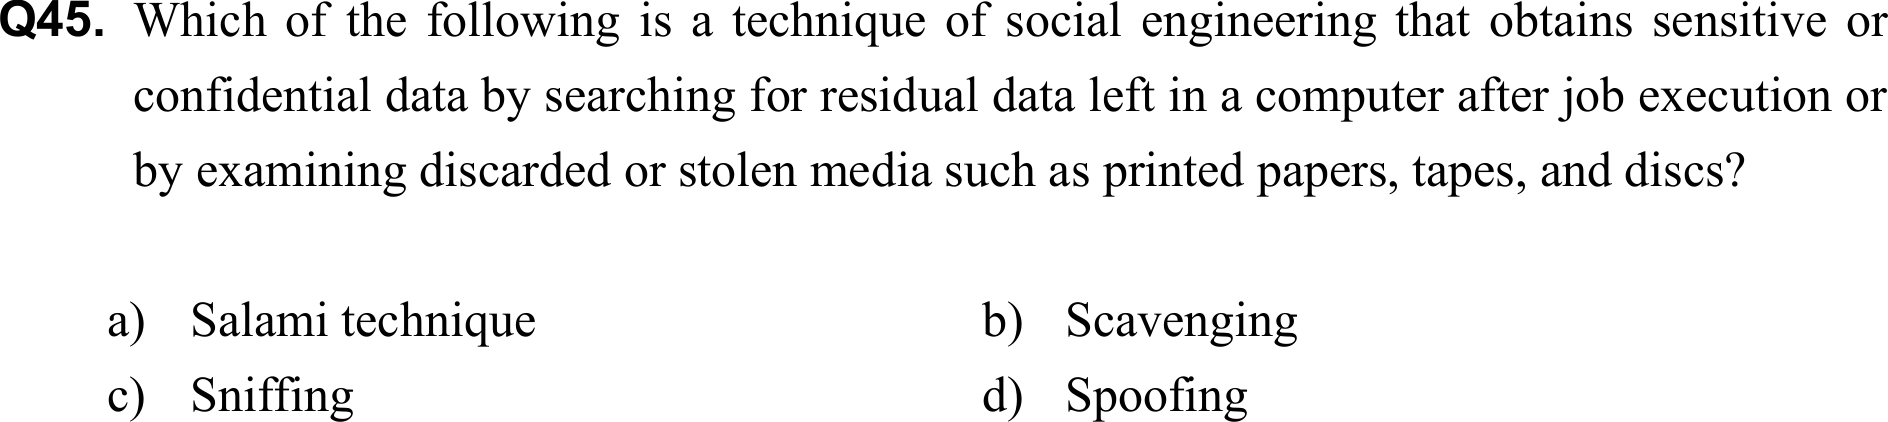 Q45. Which of the following is a technique of social engineering that obtains sensitive or
confidential data by searching for residual data left in a computer after job execution or
by examining discarded or stolen media such as printed papers, tapes, and discs?
a) Salami technique b) Scavenging
c) Sniffing d) Spoofing